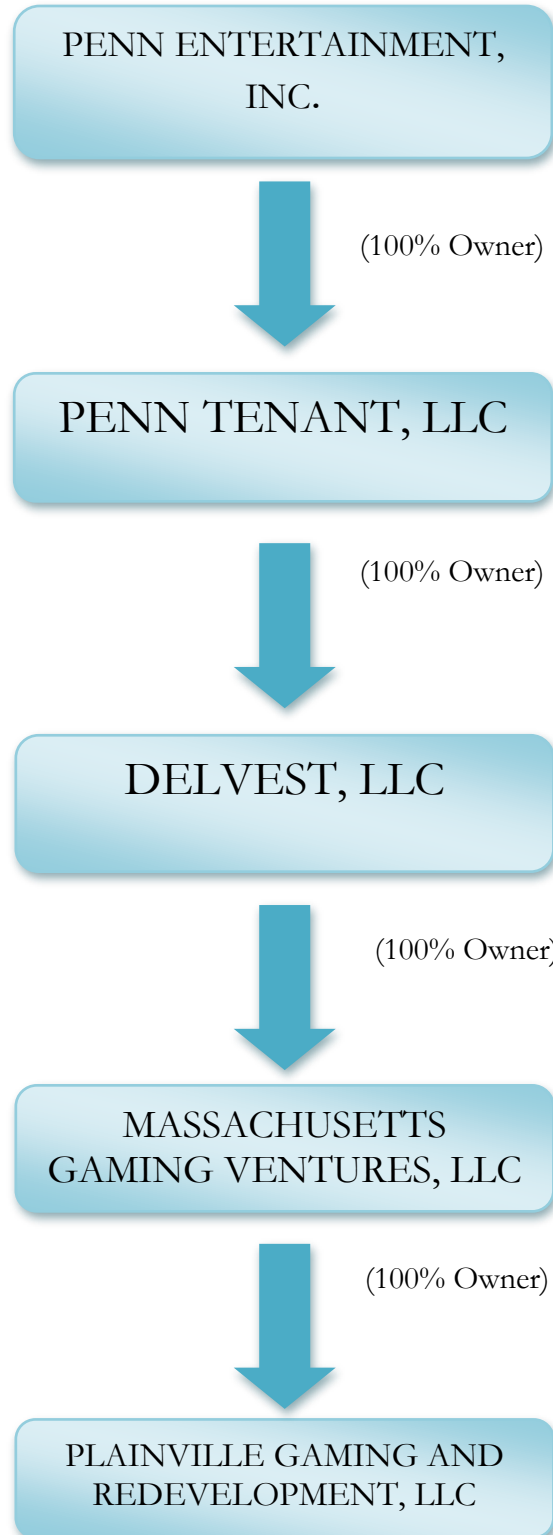 PENN ENTERTAINMENT,
INC.
(100% Owner)
PENN TENANT, LLC
(100% Owner)
DELVEST, LLC
(100% Owner)
MASSACHUSETTS
GAMING VENTURES, LLC
(100% Owner)
PLAINVILLE GAMING AND
REDEVELOPMENT, LLC